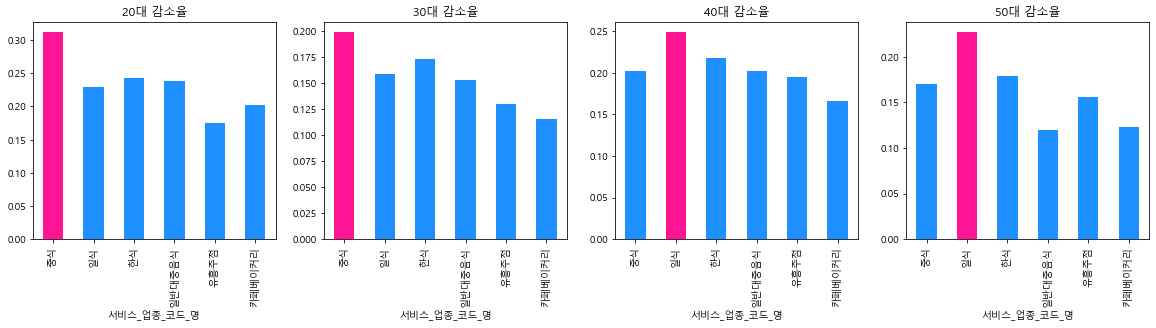 20대 감소율
0.30
0.25
0.20
0.15
0.10
0.05
0.00
중식
일식
한식
일반대중음식
유흥주점
카페베이커리
서비스_업종_코드_명
30대 감소율
0.200
0.175
0.150
0.125
0.100
0.075
0.050
0.025
0.000
중식
일식
한식
일반대중음식
유흥주점
카페베이커리
서비스_업종_코드_명
40대 감소율
0.25
0.20
0.15
0.10
0.05
0.00
중식
일식
한식
일반대중음식
유흥주점
카페베이커리
서비스_업종_코드_명
50대 감소율
0.20
0.15
0.10
0.05
0.00
중식
일식
한식
일반대중음식
유흥주점
카페베이커리
서비스_업종_코드_명